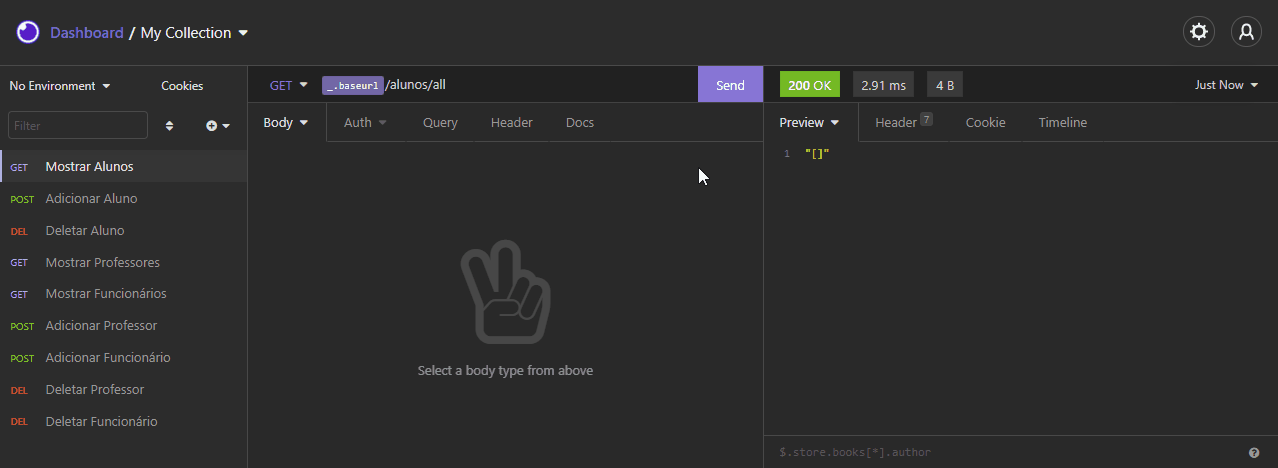 Dashboard / My Collection
No Environment
Cookies
Filter
GET Mostrar Alunos
POST Adicionar Aluno
DEL Deletar Aluno
GET Mostrar Professores
GET Mostrar Funcionários
POST Adicionar Professor
POST Adicionar Funcionário
DEL Deletar Professor
DEL Deletar Funcionário
GET _.baseurl /alunos/all Send
Body Auth Query Header Docs
Select a body type from above
200 OK 2.91 ms 4 B Just Now
Preview Header 7 Cookie Timeline
1 "[]"
$.store.books[*].author ?